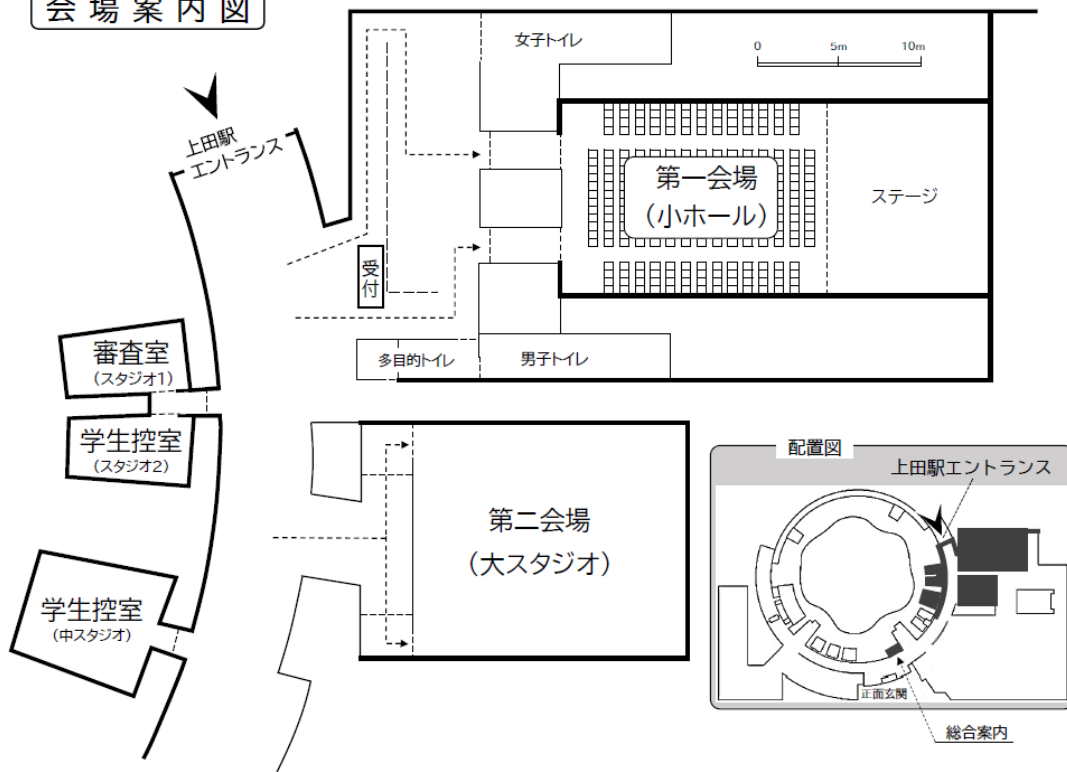 会場案内図
女子トイレ
0 5m 10m
上田駅
エントランス
第一会場
(小ホール)
ステージ
受付
審査室
(スタジオ1)
多目的トイレ
男子トイレ
学生控室
(スタジオ2)
配置図
上田駅エントランス
第二会場
(大スタジオ)
学生控室
(中スタジオ)
正面玄関
総合案内